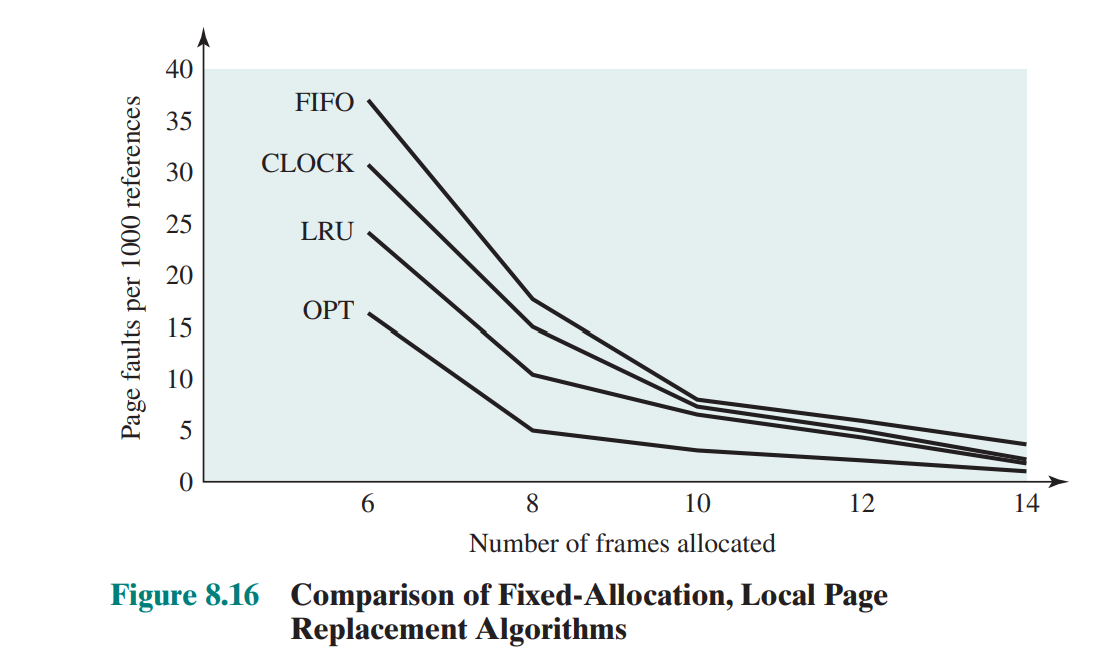 Page faults per 1000 references
40
35
30
25
20
15
10
5
0
FIFO
CLOCK
LRU
OPT
6 8 10 12 14
Number of frames allocated
Figure 8.16 Comparison of Fixed-Allocation, Local Page
Replacement Algorithms